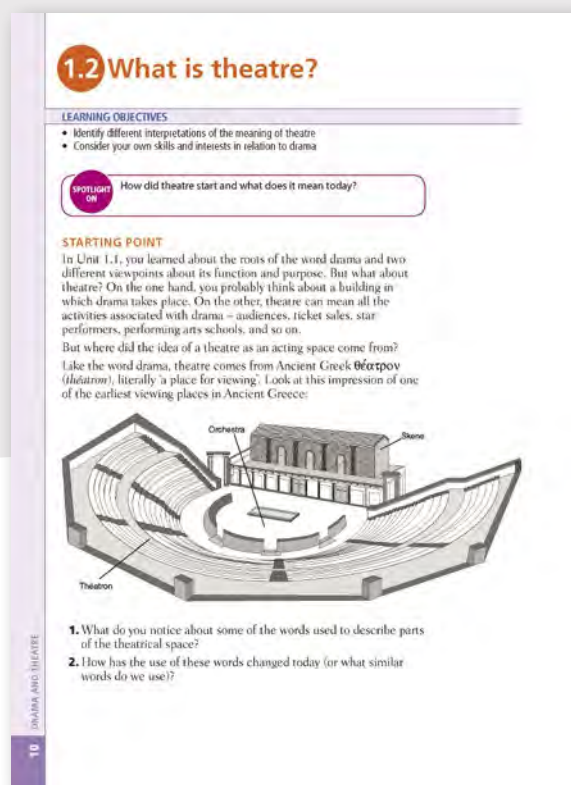 1.2 What is theatre?
LEARNING OBJECTIVES
• Identify different interpretations of the meaning of theatre
• Consider your own skills and interests in relation to drama
SPOTLIGHT
ON
How did theatre start and what does it mean today?
STARTING POINT
In Unit 1.1, you learned about the roots of the word drama and two
different viewpoints about its function and purpose. But what about
theatre? On the one hand, you probably think about a building in
which drama takes place. On the other, theatre can mean all the
activities associated with drama – audiences, ticket sales, star
performers, performing arts schools, and so on.
But where did the idea of a theatre as an acting space come from?
Like the word drama, theatre comes from Ancient Greek θέατρον
(théatron), literally 'a place for viewing'. Look at this impression of one
of the earliest viewing places in Ancient Greece:
Orchestra
Skene
Théatron
1. What do you notice about some of the words used to describe parts
of the theatrical space?
2. How has the use of these words changed today (or what similar
words do we use)?
DRAMA AND THEATRE
10